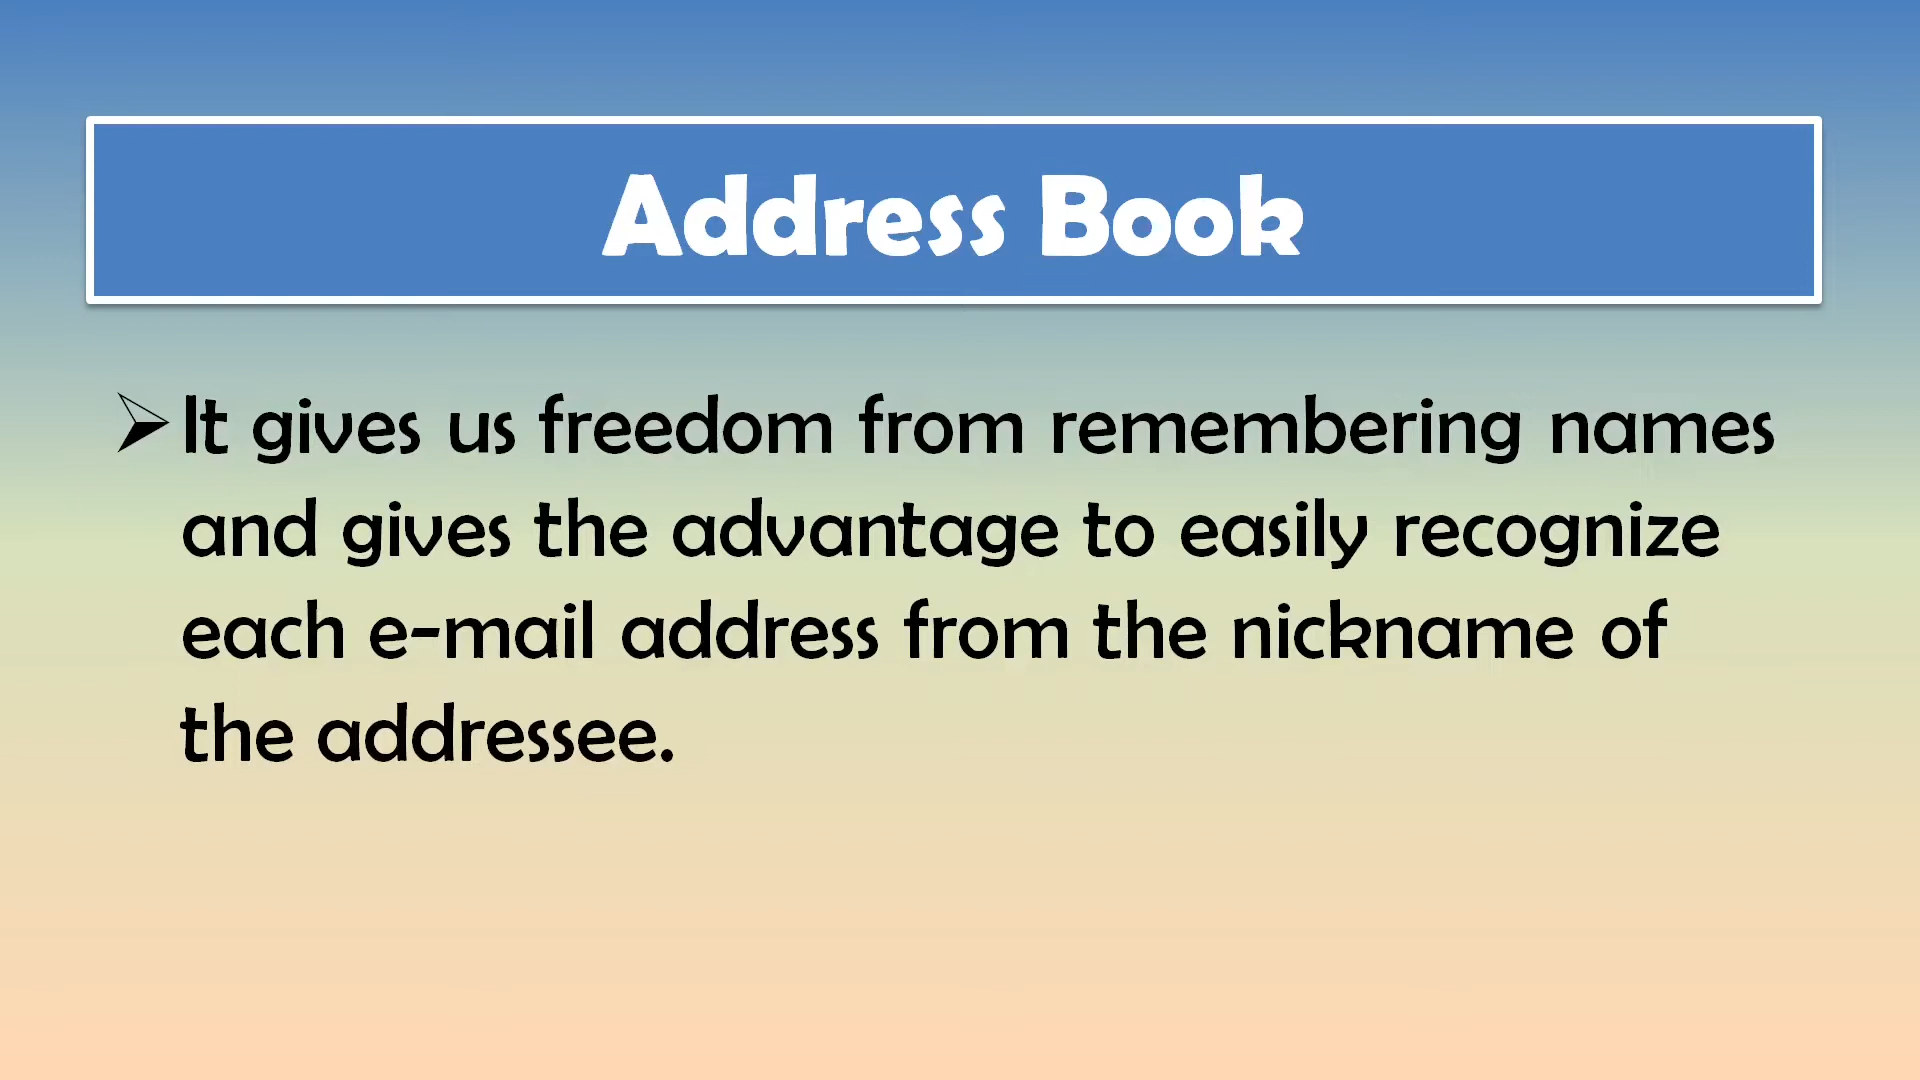 Address Book
It gives us freedom from remembering names
and gives the advantage to easily recognize
each e-mail address from the nickname of
the addressee.